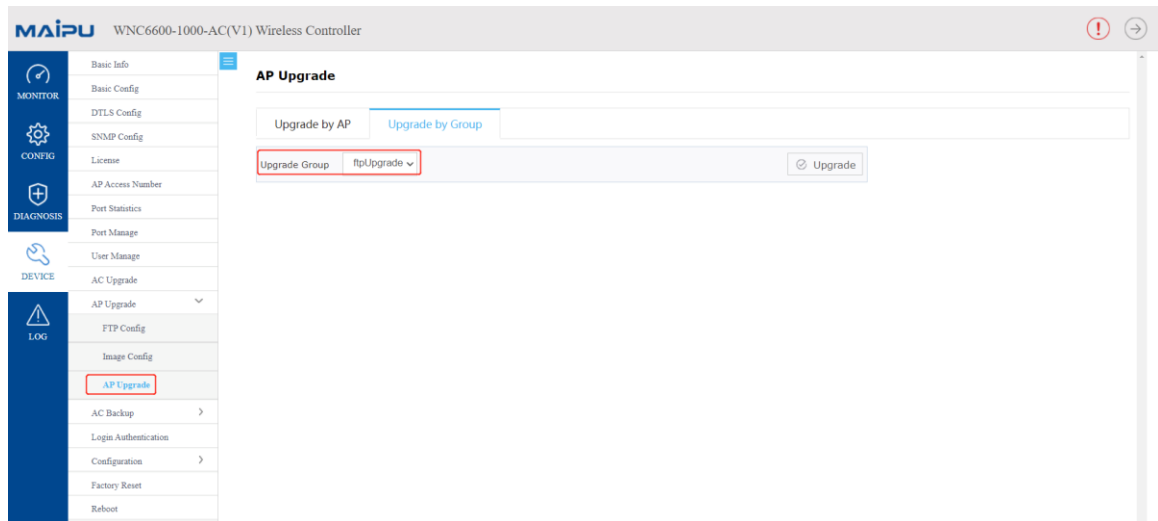 MAIPU WNC6600-1000-AC(V1) Wireless Controller
MONITOR
CONFIG
DIAGNOSIS
DEVICE
LOG
Basic Info
Basic Config
DTLS Config
SNMP Config
License
AP Access Number
Port Statistics
Port Manage
User Manage
AC Upgrade
AP Upgrade
FTP Config
Image Config
AP Upgrade
AC Backup
Login Authentication
Configuration
Factory Reset
Reboot
AP Upgrade
Upgrade by AP Upgrade by Group
Upgrade Group ftpUpgrade Upgrade